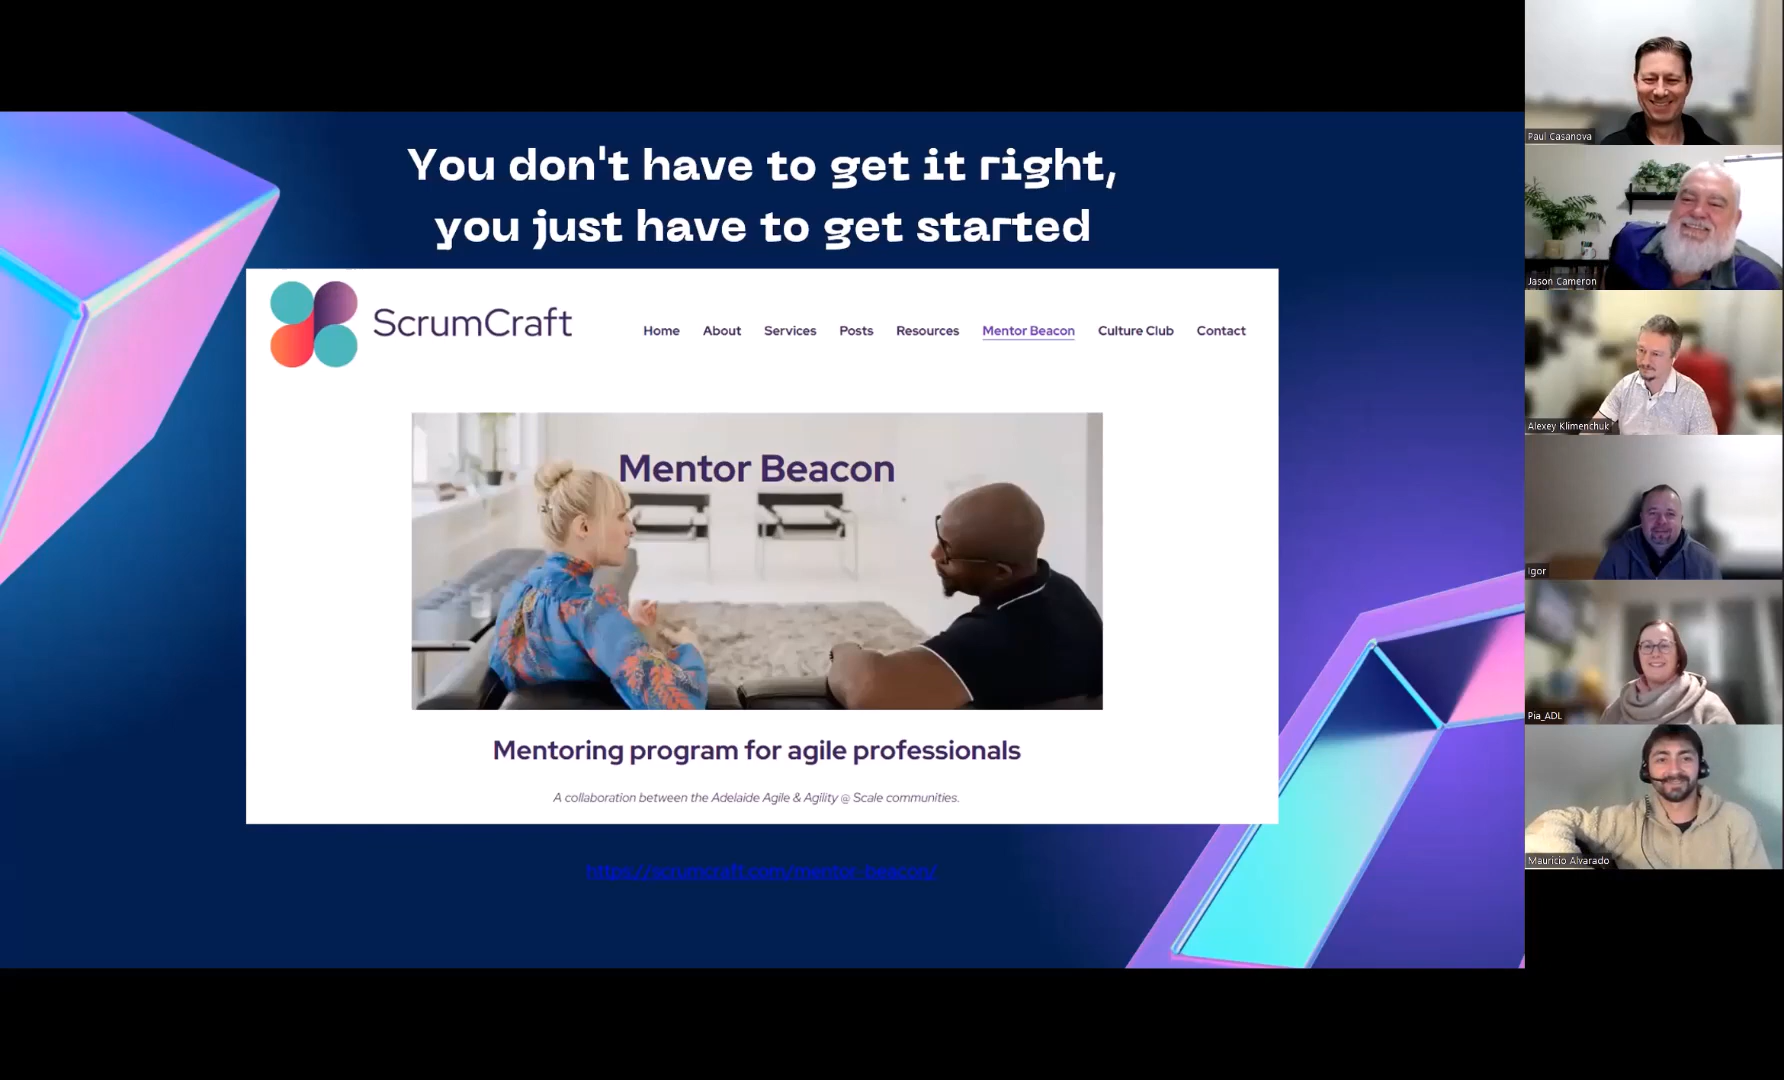 You don't have to get it right,
you just have to get started
ScrumCraft
Home About Services Posts Resources Mentor Beacon Culture Club Contact
Mentor Beacon
Mentoring program for agile professionals
A collaboration between the Adelaide Agile & Agility @ Scale communities.
https://scrumcraft.com/mentor-beacon/
Paul Casanova
Jason Cameron
Alexey Klimenchuk
Igor
Pia_ADL
Mauricio Alvarado